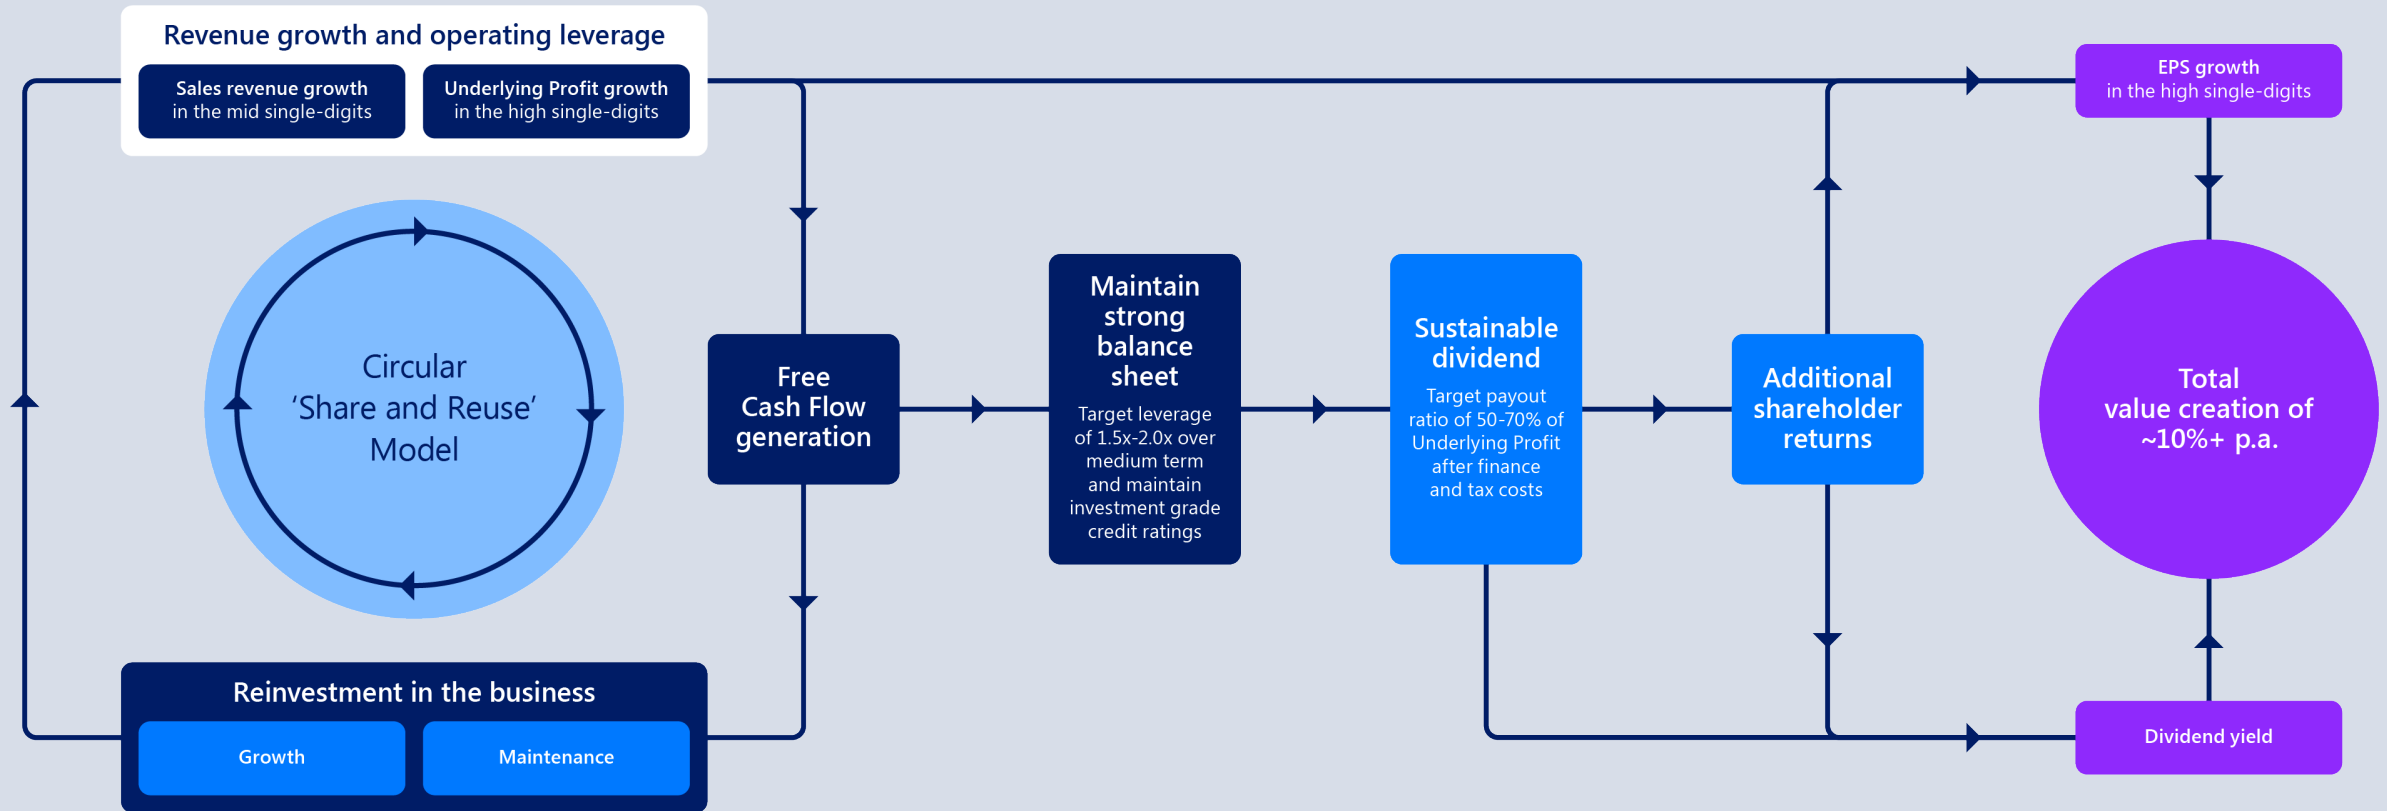 Revenue growth and operating leverage
Sales revenue growth
in the mid single-digits
Underlying Profit growth
in the high single-digits
EPS growth
in the high single-digits
Circular
‘Share and Reuse’
Model
Free
Cash Flow
generation
Maintain
strong
balance
sheet
Target leverage
of 1.5x-2.0x over
medium term
and maintain
investment grade
credit ratings
Sustainable
dividend
Target payout
ratio of 50-70% of
Underlying Profit
after finance
and tax costs
Additional
shareholder
returns
Total
value creation of
~10%+ p.a.
Reinvestment in the business
Growth
Maintenance
Dividend yield